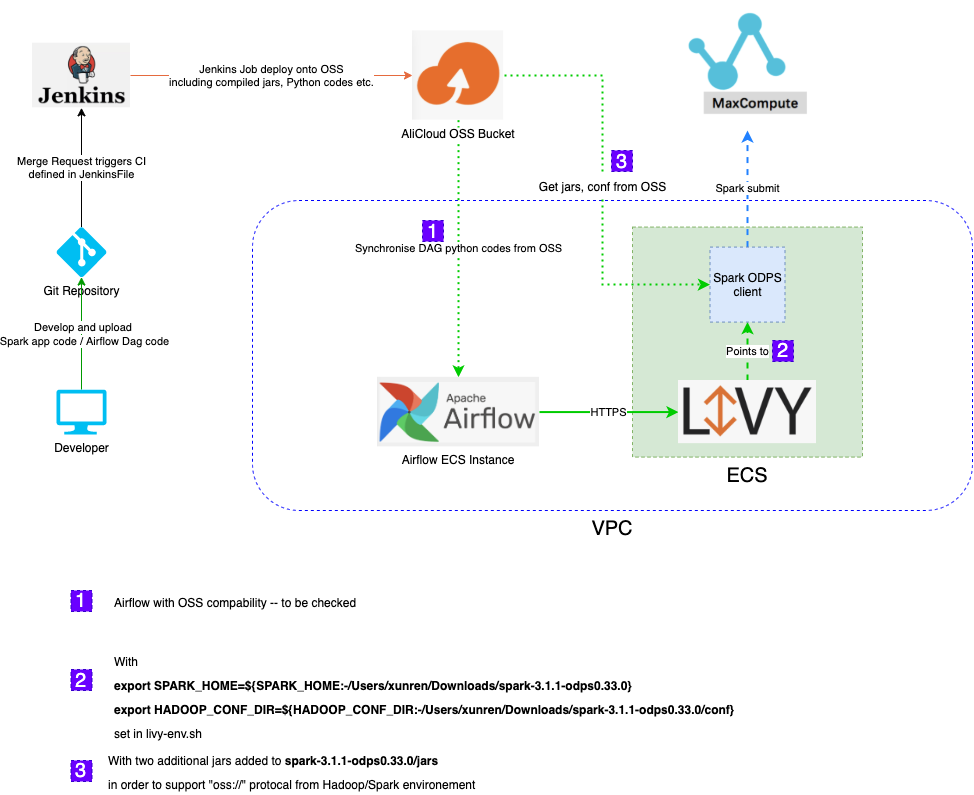 Jenkins
Jenkins Job deploy onto OSS
including compiled jars, Python codes etc.
AliCloud OSS Bucket
MaxCompute
Merge Request triggers CI
defined in JenkinsFile
3
Get jars, conf from OSS
Spark submit
1
Synchronise DAG python codes from OSS
Git Repository
Spark ODPS
client
Develop and upload
Spark app code / Airflow Dag code
Points to
2
Apache
Airflow
HTTPS
LIVY
Developer
Airflow ECS Instance
ECS
VPC
1
Airflow with OSS compability -- to be checked
With
2
export SPARK_HOME=${SPARK_HOME:-/Users/xunren/Downloads/spark-3.1.1-odps0.33.0}
export HADOOP_CONF_DIR=${HADOOP_CONF_DIR:-/Users/xunren/Downloads/spark-3.1.1-odps0.33.0/conf}
set in livy-env.sh
3
With two additional jars added to spark-3.1.1-odps0.33.0/jars
in order to support "oss://" protocal from Hadoop/Spark environement